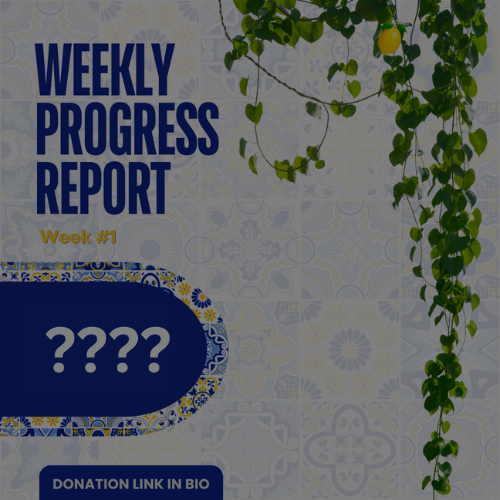 WEEKLY
PROGRESS
REPORT
Week #1
????
DONATION LINK IN BIO